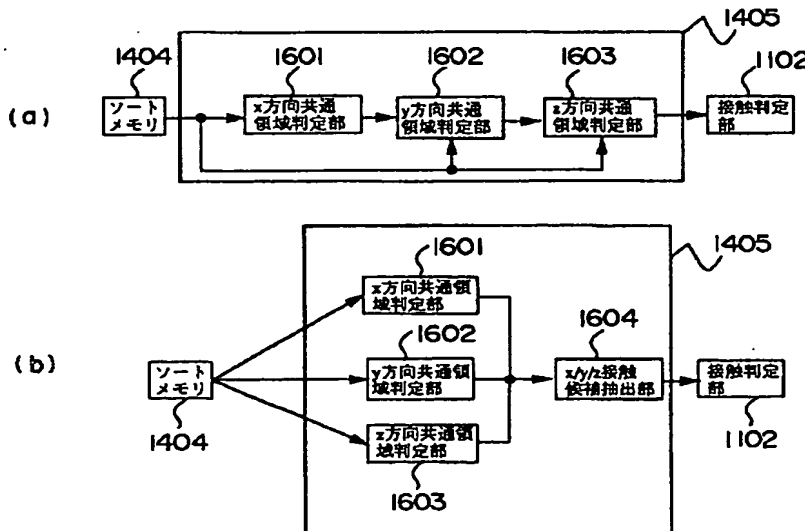 (a)
1404
ソート
メモリ
1601
x方向共通
領域判定部
1602
y方向共通
領域判定部
1603
z方向共通
領域判定部
1405
1102
接触判定
部
(b)
ソート
メモリ
1404
1601
x方向共通領
域判定部
1602
y方向共通領
域判定部
z方向共通領
域判定部
1603
1604
x/y/z接触
候補抽出部
1405
接触判定
部
1102